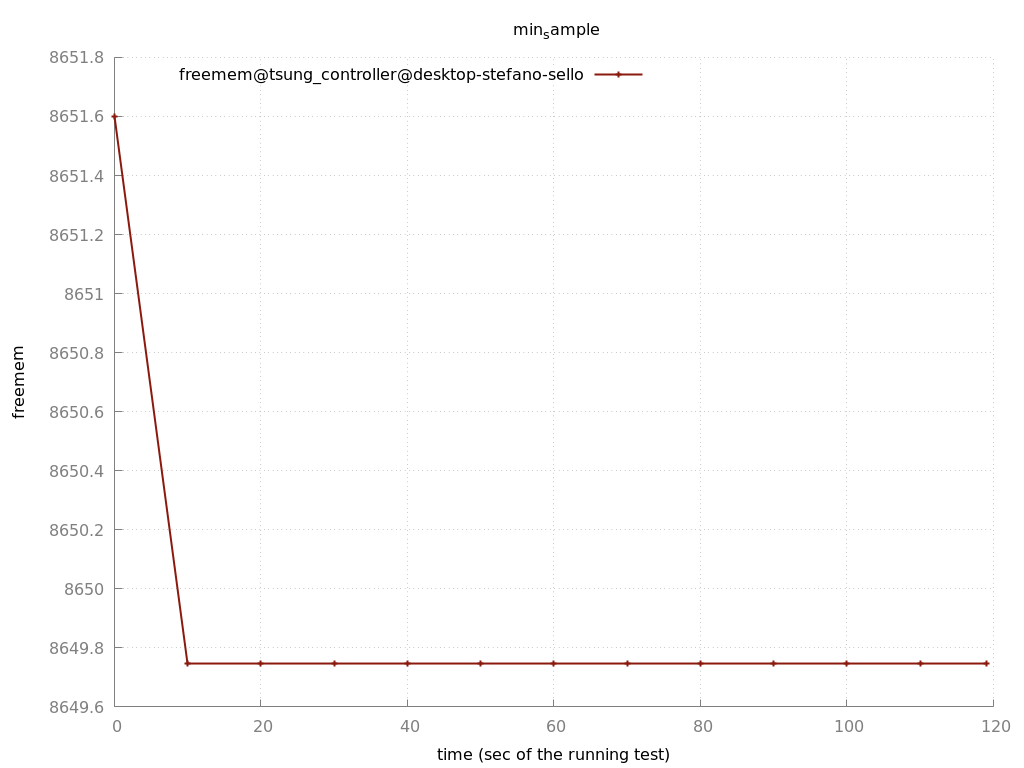 min_sample
8651.8
freemem@tsung_controller@desktop-stefano-sello
8651.6
8651.4
8651.2
8651
8650.8
freemem
8650.6
8650.4
8650.2
8650
8649.8
8649.6
0 20 40 60 80 100 120
time (sec of the running test)